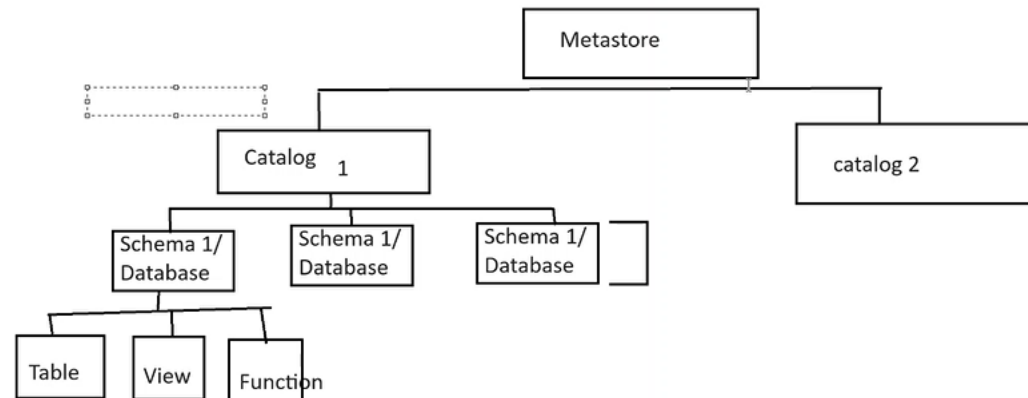 Metastore
Catalog 1
catalog 2
Schema 1/
Database
Schema 1/
Database
Schema 1/
Database
Table
View
Function